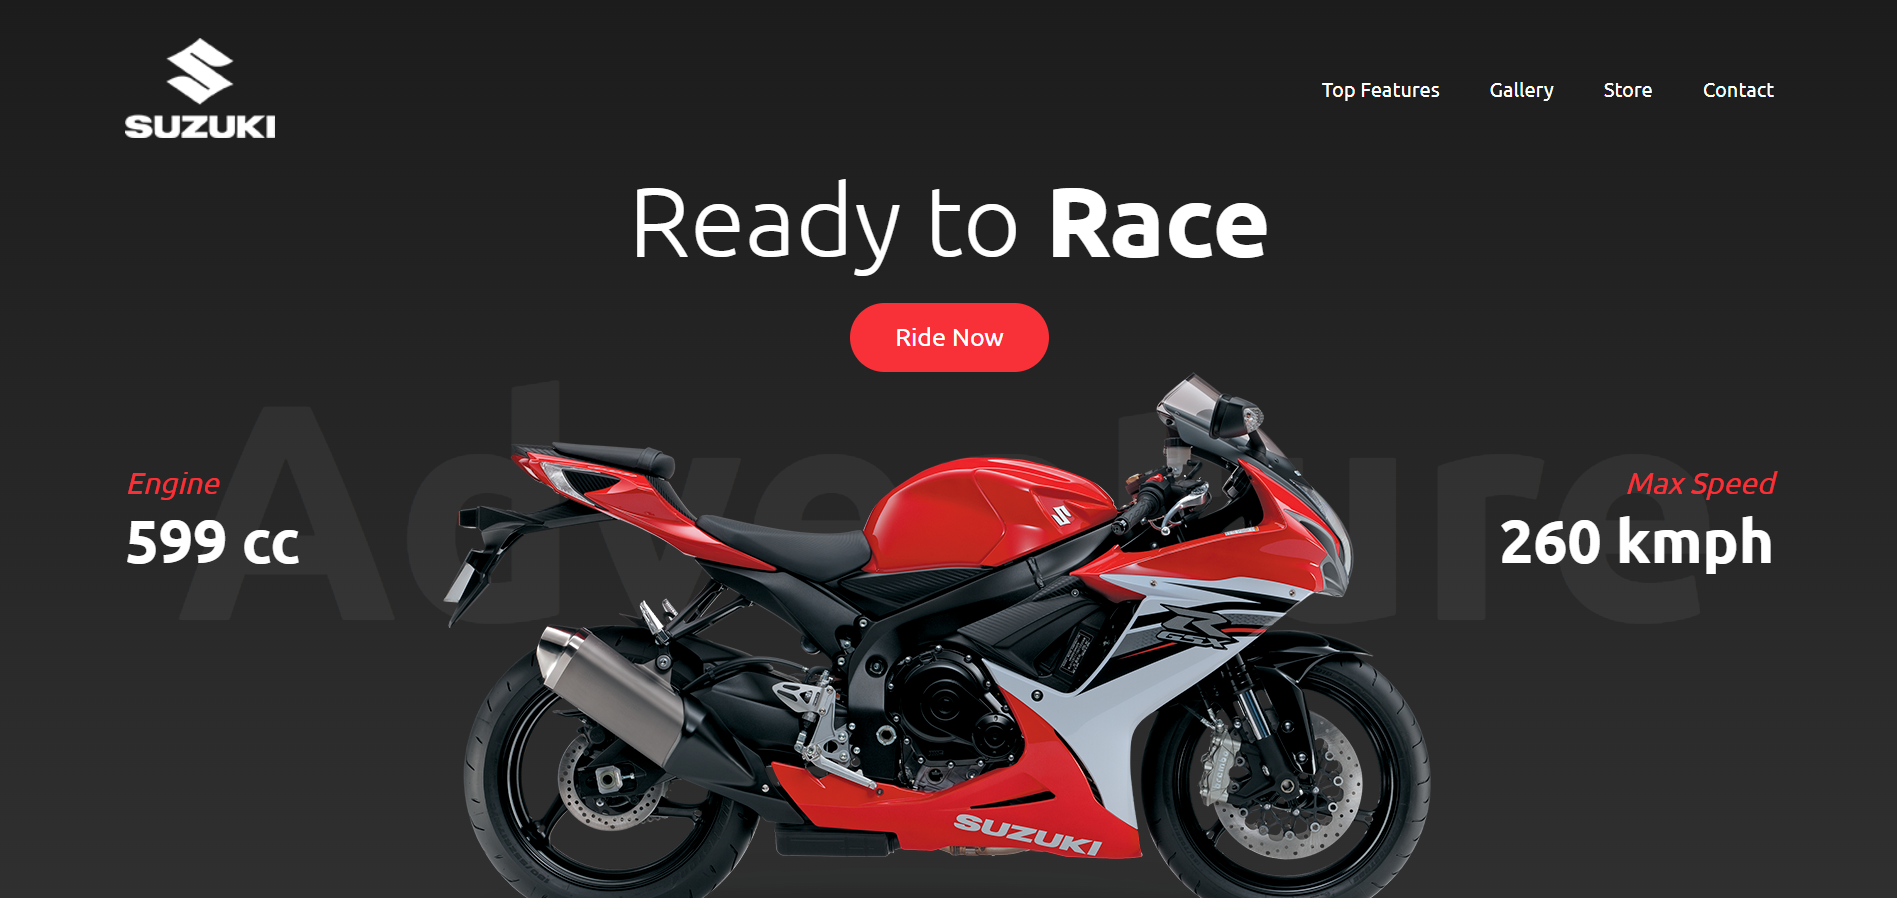 SUZUKI
Top Features Gallery Store Contact
Ready to Race
Ride Now
Adventure
Engine
599 cc
Max Speed
260 kmph
R
GSX
SUZUKI